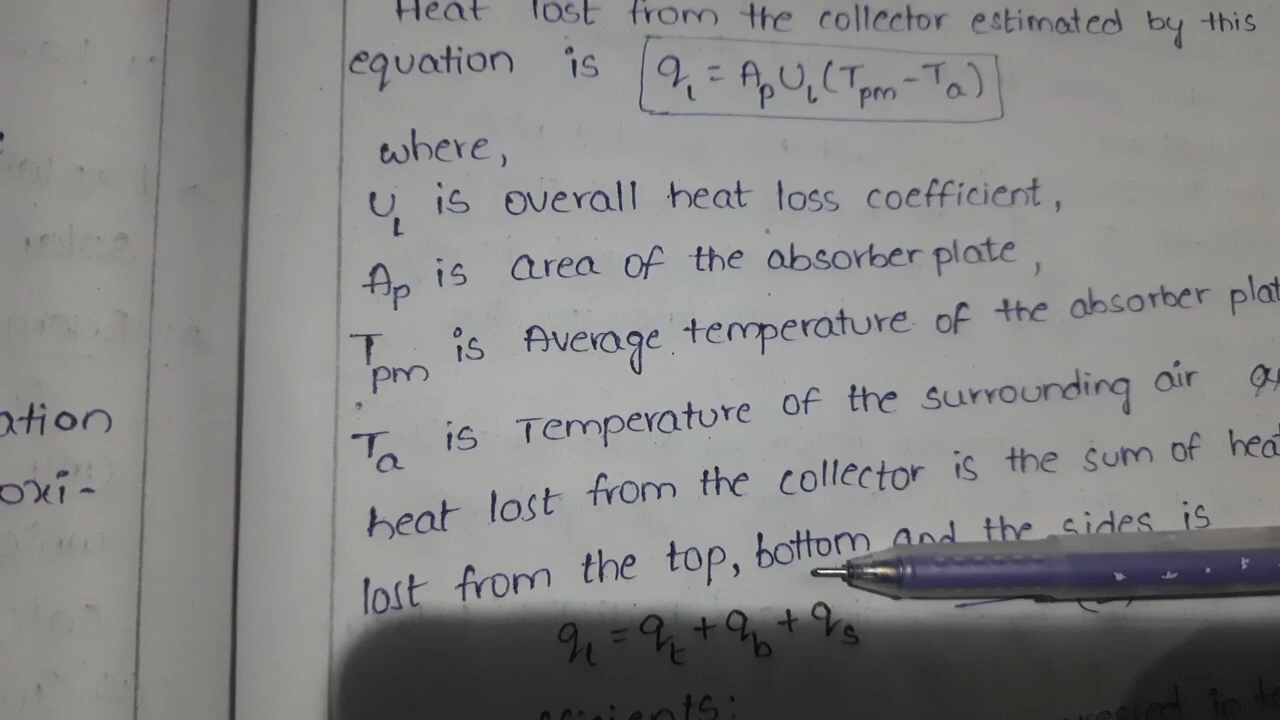 Heat lost from the collector estimated by this
equation is q_l = A_p U_l (T_pm - T_a)
where,
U_l is overall heat loss coefficient,
A_p is area of the absorber plate,
T_pm is Average temperature of the absorber plat
T_a is Temperature of the surrounding air
heat lost from the collector is the sum of hea
lost from the top, bottom and the sides is
q_l = q_t + q_b + q_s
ation
oxi-